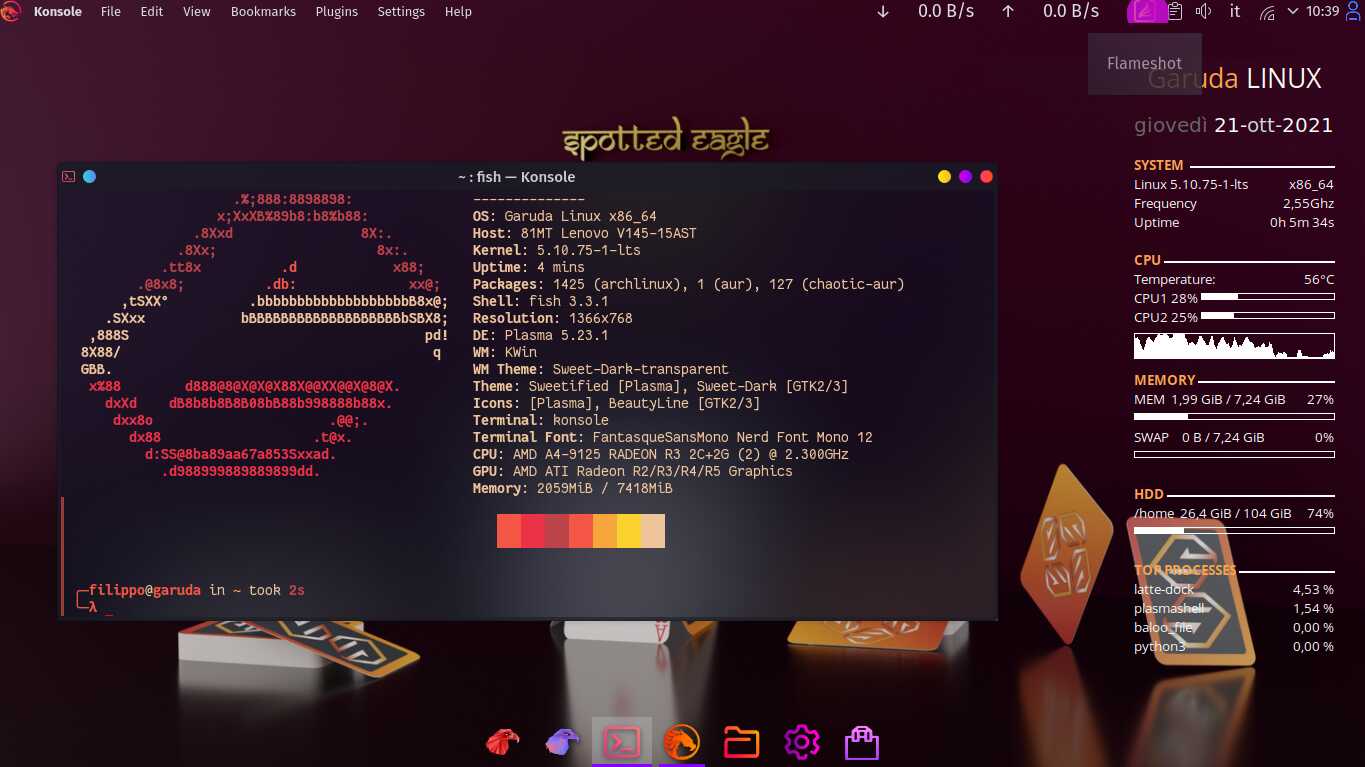 Konsole File Edit View Bookmarks Plugins Settings Help
0.0 B/s 0.0 B/s it 10:39
Flameshot
Garuda LINUX
giovedì 21-ott-2021
spotted eagle
~ : fish — Konsole
.%;888:8898898:
x;XxXB%89b8:b8%b88:
.8Xxd 8X:.
.8Xx; 8x:.
.tt8x .d x88;
.@8x8; .db: xx@;
,tSXX° .bbbbbbbbbbbbbbbbbbbB8x@;
.SXxx bBBBBBBBBBBBBBBBBBBBbSBX8;
,888S pd!
8X88/ q
GBB.
x%88 d888@8@X@X@X88X@@XX@@X@8@X.
dxXd dB8b8b8B8B08bB88b998888b88x.
dxx8o .@@;.
dx88 .t@x.
d:SS@8ba89aa67a853Sxxad.
.d988999889889899dd.
--------------
OS: Garuda Linux x86_64
Host: 81MT Lenovo V145-15AST
Kernel: 5.10.75-1-lts
Uptime: 4 mins
Packages: 1425 (archlinux), 1 (aur), 127 (chaotic-aur)
Shell: fish 3.3.1
Resolution: 1366x768
DE: Plasma 5.23.1
WM: KWin
WM Theme: Sweet-Dark-transparent
Theme: Sweetified [Plasma], Sweet-Dark [GTK2/3]
Icons: [Plasma], BeautyLine [GTK2/3]
Terminal: konsole
Terminal Font: FantasqueSansMono Nerd Font Mono 12
CPU: AMD A4-9125 RADEON R3 2C+2G (2) @ 2.300GHz
GPU: AMD ATI Radeon R2/R3/R4/R5 Graphics
Memory: 2059MiB / 7418MiB
╭─filippo@garuda in ~ took 2s
╰─λ _
SYSTEM
Linux 5.10.75-1-lts x86_64
Frequency 2,55Ghz
Uptime 0h 5m 34s
CPU
Temperature: 56°C
CPU1 28%
CPU2 25%
MEMORY
MEM 1,99 GiB / 7,24 GiB 27%
SWAP 0 B / 7,24 GiB 0%
HDD
/home 26,4 GiB / 104 GiB 74%
TOP PROCESSES
latte-dock 4,53 %
plasmashell 1,54 %
baloo_file 0,00 %
python3 0,00 %